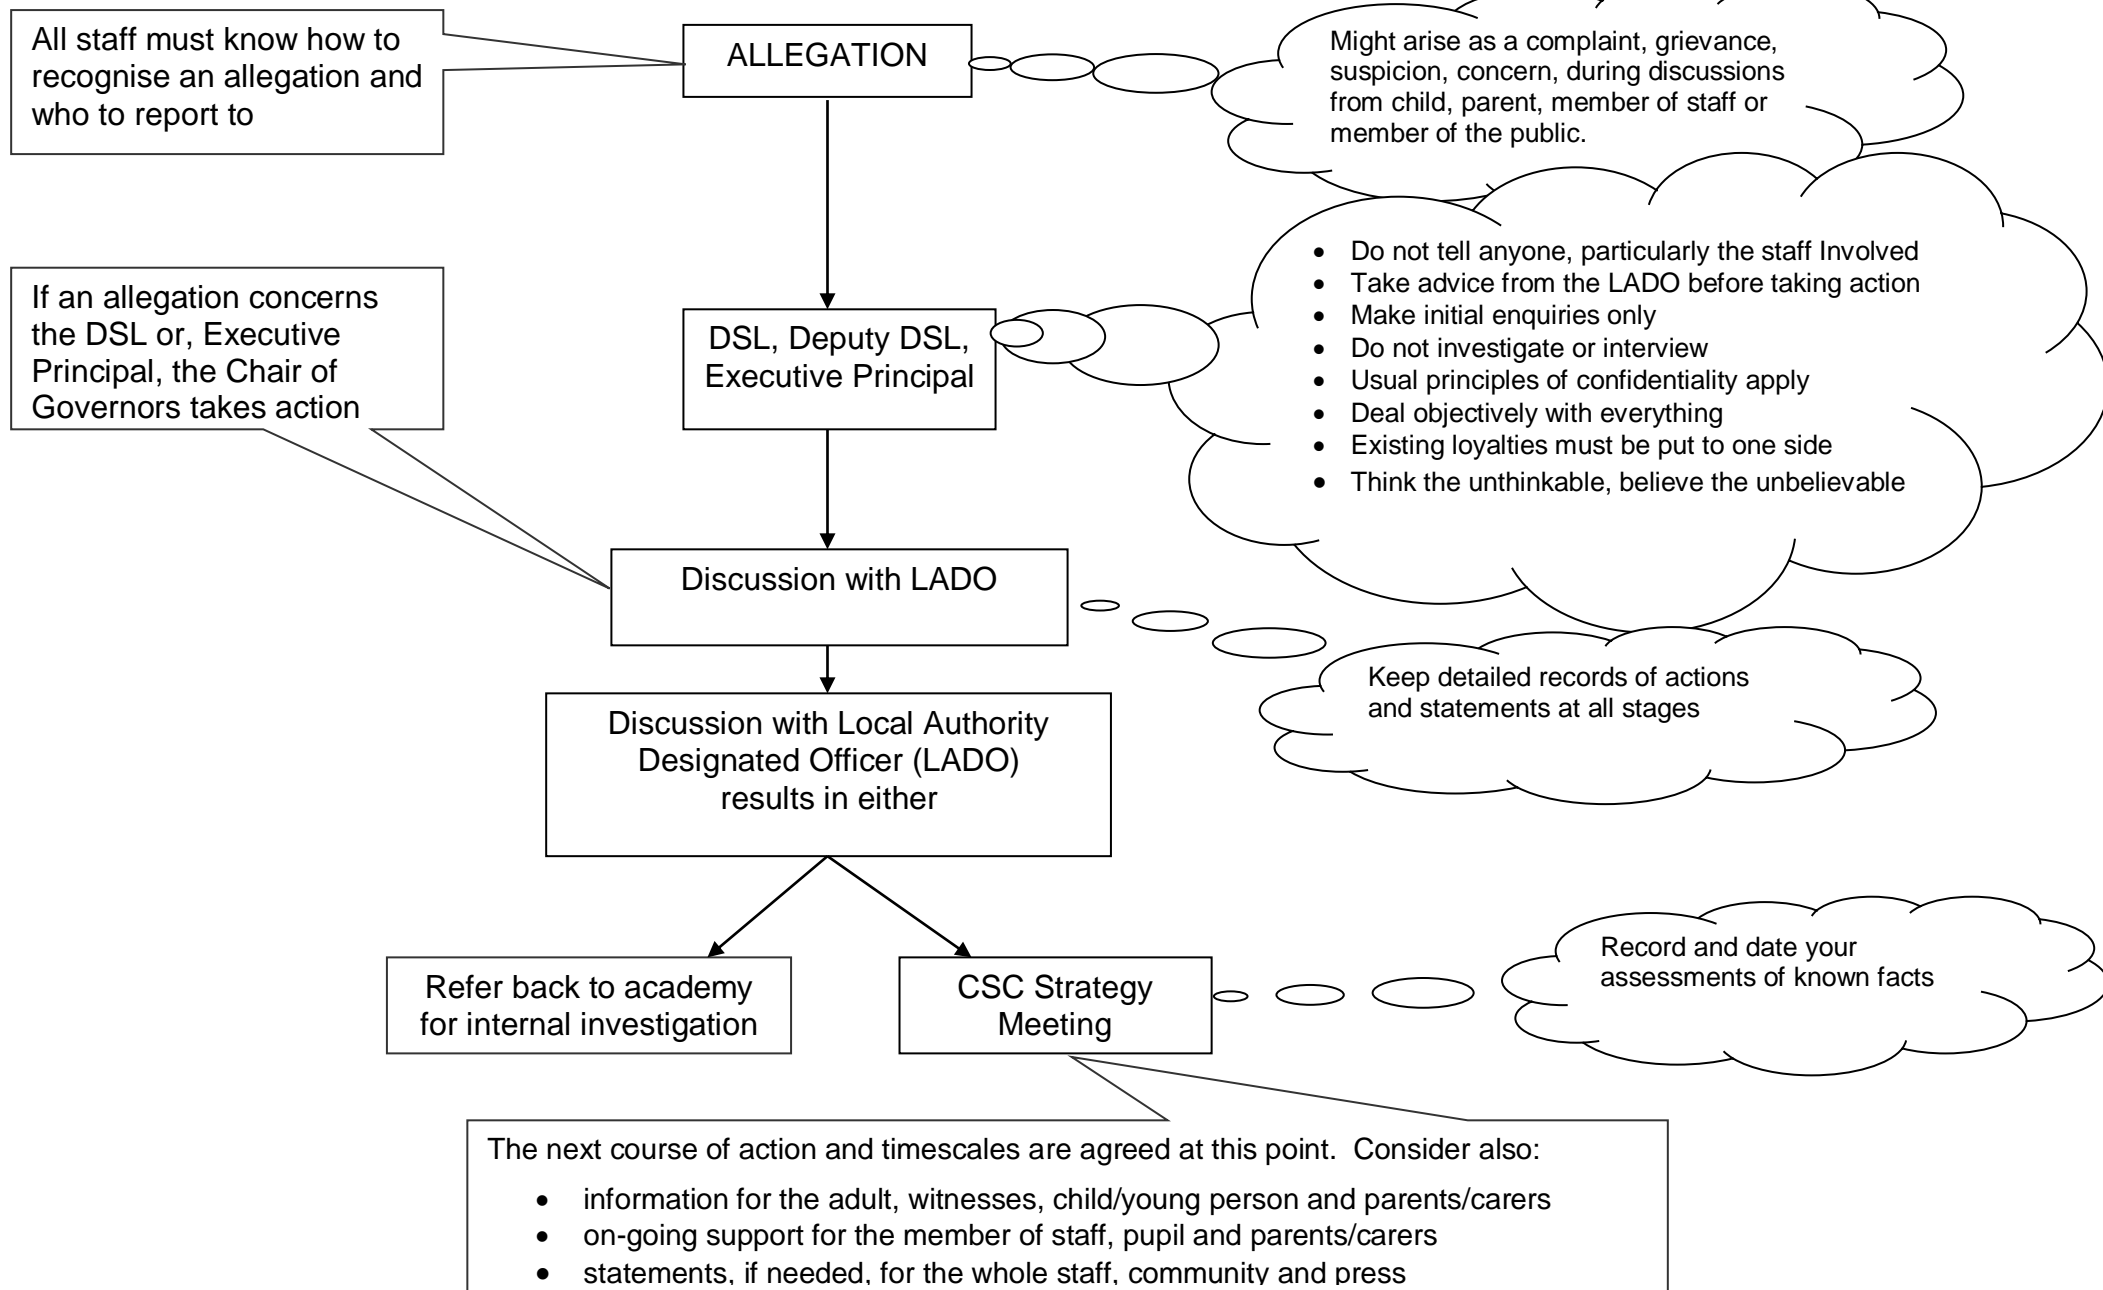 All staff must know how to
recognise an allegation and
who to report to
ALLEGATION
Might arise as a complaint, grievance,
suspicion, concern, during discussions
from child, parent, member of staff or
member of the public.
If an allegation concerns
the DSL or, Executive
Principal, the Chair of
Governors takes action
DSL, Deputy DSL,
Executive Principal
• Do not tell anyone, particularly the staff Involved
• Take advice from the LADO before taking action
• Make initial enquiries only
• Do not investigate or interview
• Usual principles of confidentiality apply
• Deal objectively with everything
• Existing loyalties must be put to one side
• Think the unthinkable, believe the unbelievable
Discussion with LADO
Keep detailed records of actions
and statements at all stages
Discussion with Local Authority
Designated Officer (LADO)
results in either
Refer back to academy
for internal investigation
CSC Strategy
Meeting
Record and date your
assessments of known facts
The next course of action and timescales are agreed at this point.  Consider also:
• information for the adult, witnesses, child/young person and parents/carers
• on-going support for the member of staff, pupil and parents/carers
• statements, if needed, for the whole staff, community and press